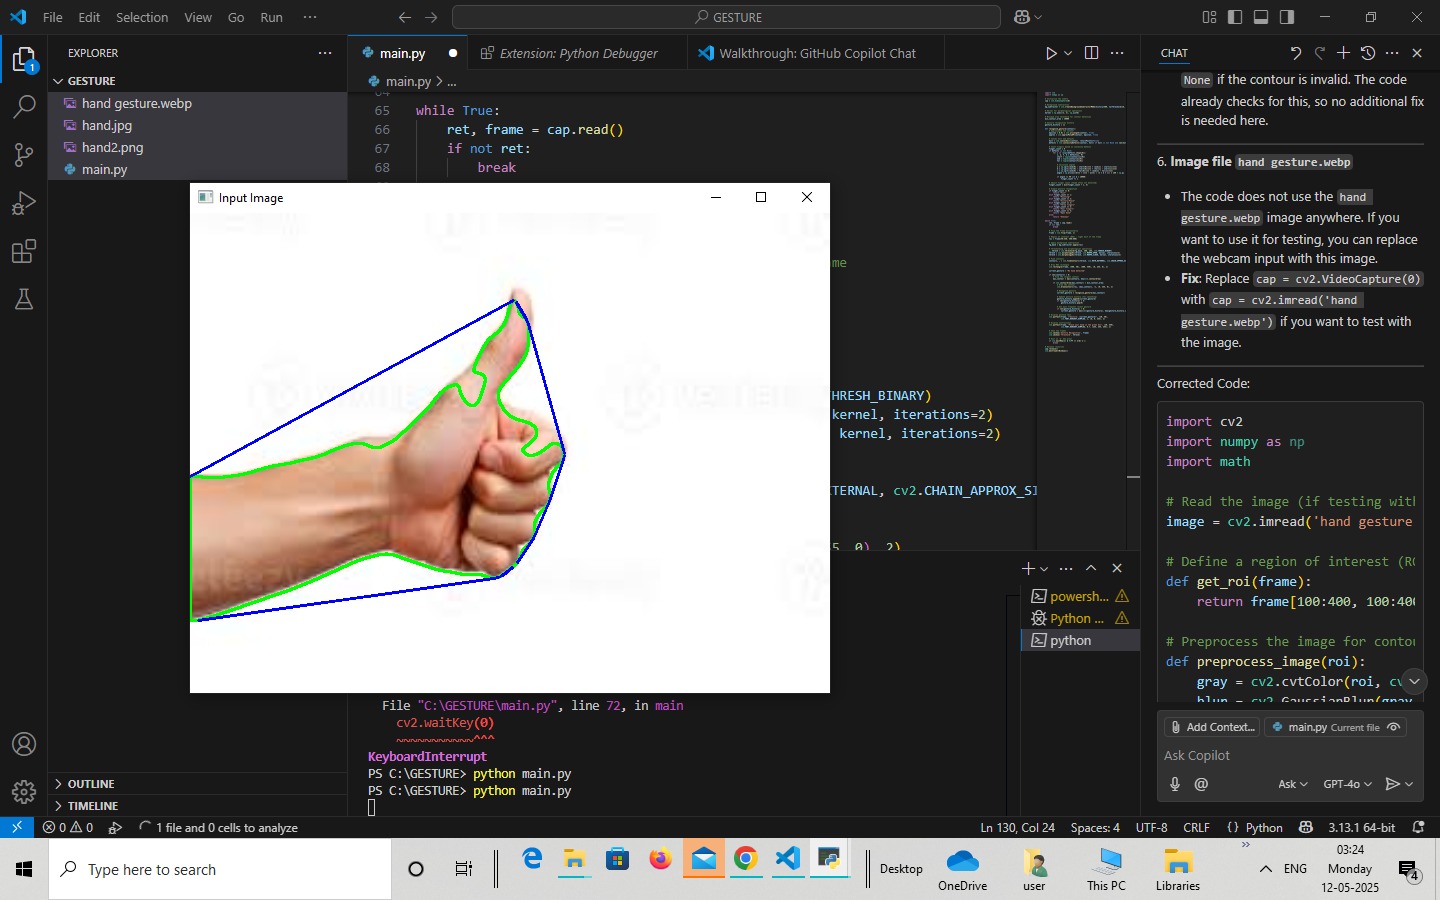 File Edit Selection View Go Run ···
GESTURE
EXPLORER ···
GESTURE
hand gesture.webp
hand.jpg
hand2.png
main.py
OUTLINE
TIMELINE
main.py
Extension: Python Debugger
Walkthrough: GitHub Copilot Chat
main.py > ...
65 while True:
66 ret, frame = cap.read()
67 if not ret:
68 break
Input Image
me
HRESH_BINARY)
kernel, iterations=2)
kernel, iterations=2)
TERNAL, cv2.CHAIN_APPROX_SI
5, 0), 2)
powersh...
Python ...
python
File "C:\GESTURE\main.py", line 72, in main
cv2.waitKey(0)
~~~~~~~~~~~^^^
KeyboardInterrupt
PS C:\GESTURE> python main.py
PS C:\GESTURE> python main.py
CHAT
None if the contour is invalid. The code
already checks for this, so no additional fix
is needed here.
6. Image file hand gesture.webp
• The code does not use the hand
gesture.webp image anywhere. If you
want to use it for testing, you can replace
the webcam input with this image.
• Fix: Replace cap = cv2.VideoCapture(0)
with cap = cv2.imread('hand
gesture.webp') if you want to test with
the image.
Corrected Code:
import cv2
import numpy as np
import math
# Read the image (if testing with
image = cv2.imread('hand gesture
# Define a region of interest (RO
def get_roi(frame):
return frame[100:400, 100:400
# Preprocess the image for contou
def preprocess_image(roi):
gray = cv2.cvtColor(roi, cv
blur = cv2.GaussianBlur(gray
Add Context...
main.py Current file
Ask Copilot
@ Ask GPT-4o
0 0
1 file and 0 cells to analyze
Ln 130, Col 24 Spaces: 4 UTF-8 CRLF {} Python 3.13.1 64-bit
Type here to search
Desktop
OneDrive
user
This PC
Libraries
ENG
03:24
Monday
12-05-2025
4